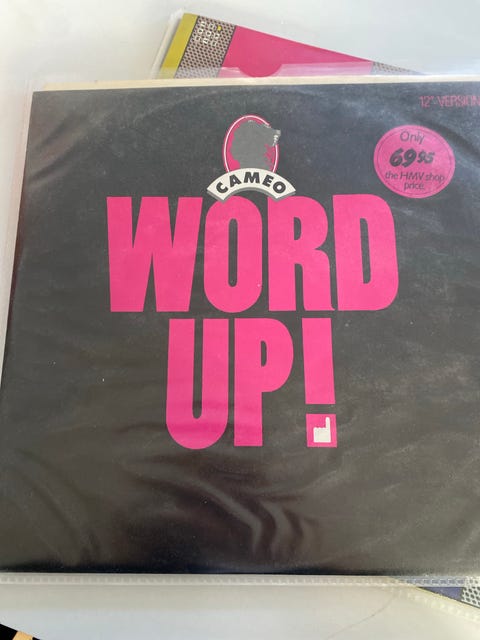 12" VERSION
Only
69 95
the HMV shop
price.
CAMEO
WORD
UP!